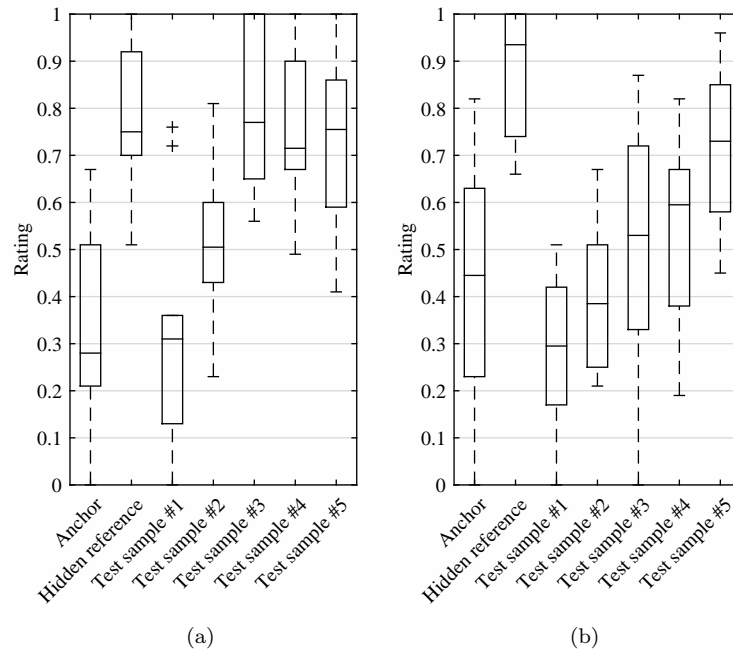 1
0.9
0.8
0.7
0.6
0.5
0.4
0.3
0.2
0.1
0
Rating
Anchor
Hidden reference
Test sample #1
Test sample #2
Test sample #3
Test sample #4
Test sample #5
(a)
1
0.9
0.8
0.7
0.6
0.5
0.4
0.3
0.2
0.1
0
Rating
Anchor
Hidden reference
Test sample #1
Test sample #2
Test sample #3
Test sample #4
Test sample #5
(b)